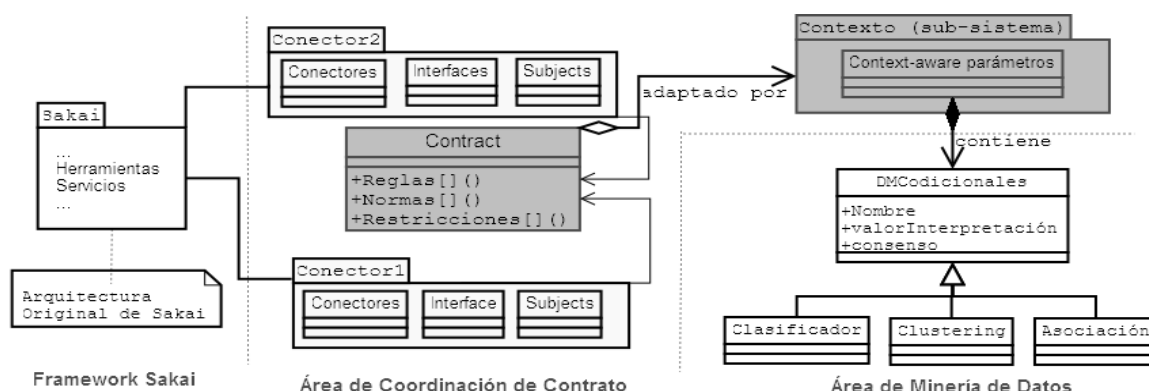 Conector2
Conectores
Interfaces
Subjects
Contexto (sub-sistema)
Context-aware parámetros
adaptado por
Sakai
...
Herramientas
Servicios
...
Contract
+Reglas[]()
+Normas[]()
+Restricciones[]()
contiene
DMCodicionales
+Nombre
+valorInterpretación
+consenso
Conector1
Conectores
Interface
Subjects
Arquitectura
Original de Sakai
Clasificador
Clustering
Asociación
Framework Sakai
Área de Coordinación de Contrato
Área de Minería de Datos